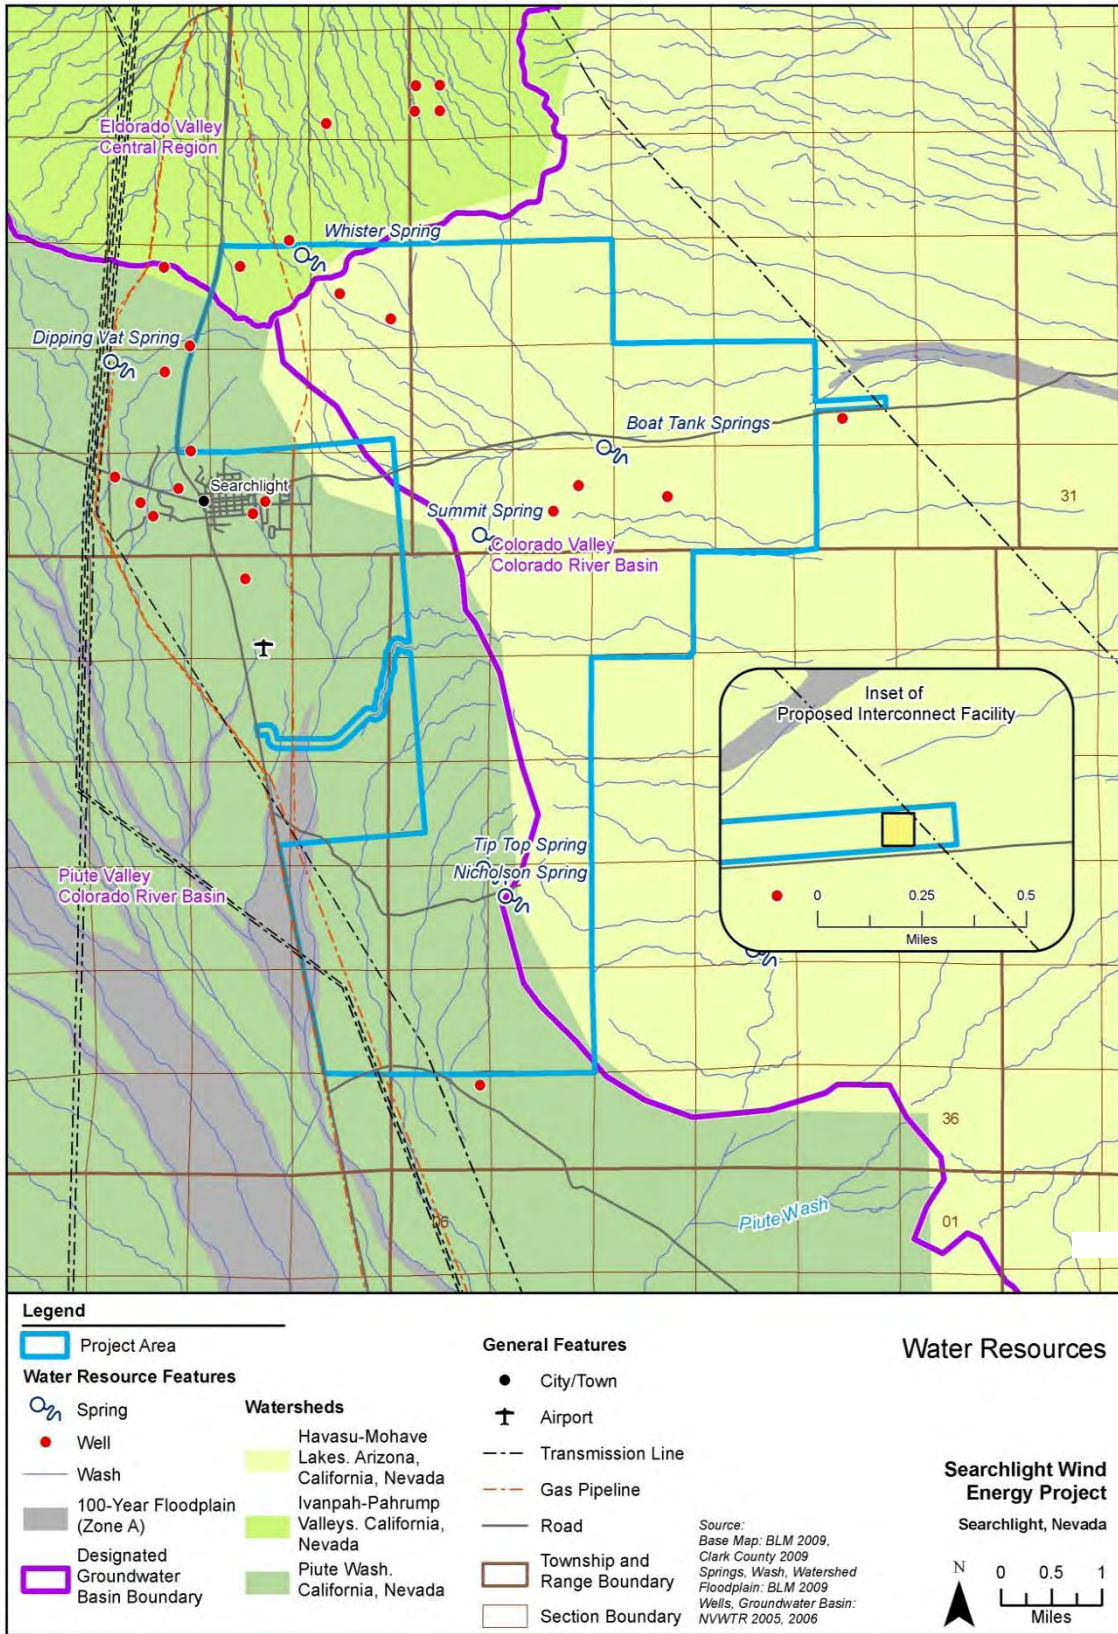 Eldorado Valley
Central Region
Whister Spring
Dipping Vat Spring
Boat Tank Springs
Searchlight
31
Summit Spring
Colorado Valley
Colorado River Basin
Inset of
Proposed Interconnect Facility
Tip Top Spring
Nicholson Spring
Piute Valley
Colorado River Basin
0 0.25 0.5
Miles
36
Piute Wash
01
06
Legend
Project Area
Water Resource Features
Spring
Well
Wash
100-Year Floodplain
(Zone A)
Designated
Groundwater
Basin Boundary
Watersheds
Havasu-Mohave
Lakes. Arizona,
California, Nevada
Ivanpah-Pahrump
Valleys. California,
Nevada
Piute Wash.
California, Nevada
General Features
City/Town
Airport
Transmission Line
Gas Pipeline
Road
Township and
Range Boundary
Section Boundary
Source:
Base Map: BLM 2009,
Clark County 2009
Springs, Wash, Watershed
Floodplain: BLM 2009
Wells, Groundwater Basin:
NVWTR 2005, 2006
Water Resources
Searchlight Wind
Energy Project
Searchlight, Nevada
N
0 0.5 1
Miles